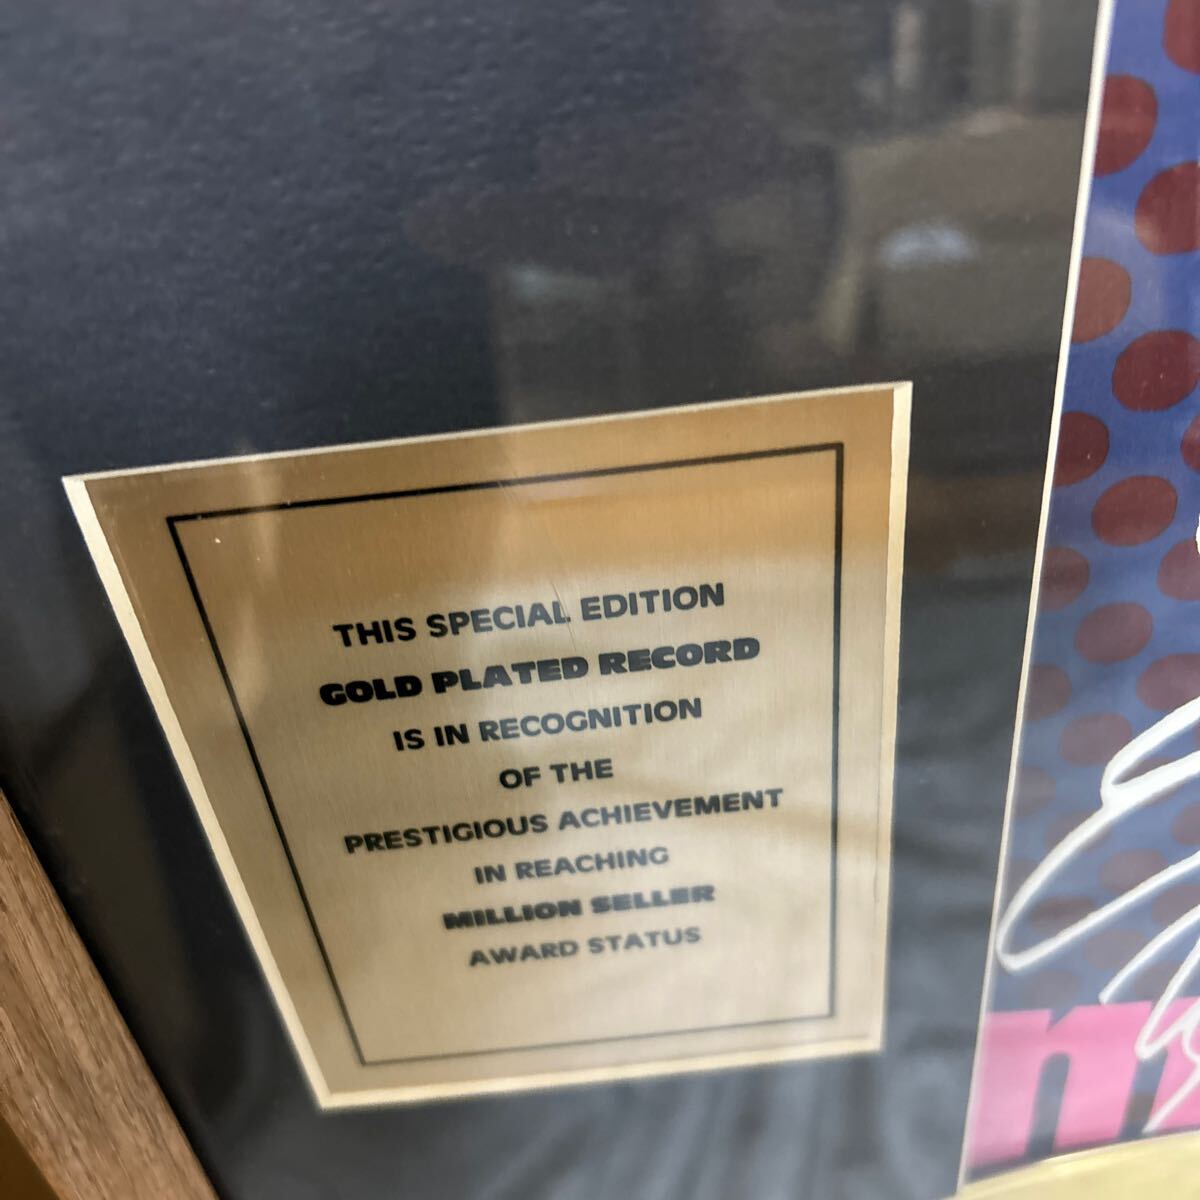 THIS SPECIAL EDITION
GOLD PLATED RECORD
IS IN RECOGNITION
OF THE
PRESTIGIOUS ACHIEVEMENT
IN REACHING
MILLION SELLER
AWARD STATUS